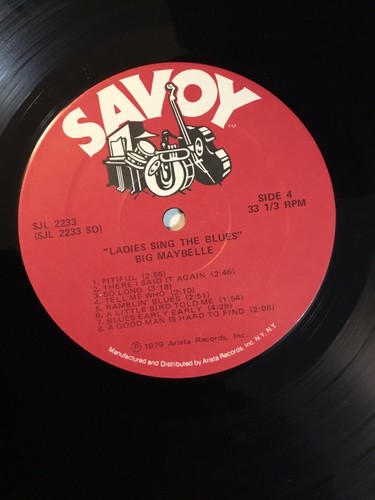 SAVOY
TM
SJL 2233
(SJL 2233 SD)
SIDE 4
33 1/3 RPM
"LADIES SING THE BLUES"
BIG MAYBELLE
1. PITIFUL (2:55)
2. THERE I SAID IT AGAIN (2:46)
3. SO LONG (3:18)
4. TELL ME WHO (2:10)
5. RAMBLIN' BLUES (2:51)
6. A LITTLE BIRD TOLD ME (1:54)
7. BLUES EARLY EARLY (4:29)
8. A GOOD MAN IS HARD TO FIND (2:08)
℗ 1979 Arista Records, Inc.
Manufactured and Distributed by Arista Records, Inc. N.Y. N.Y.